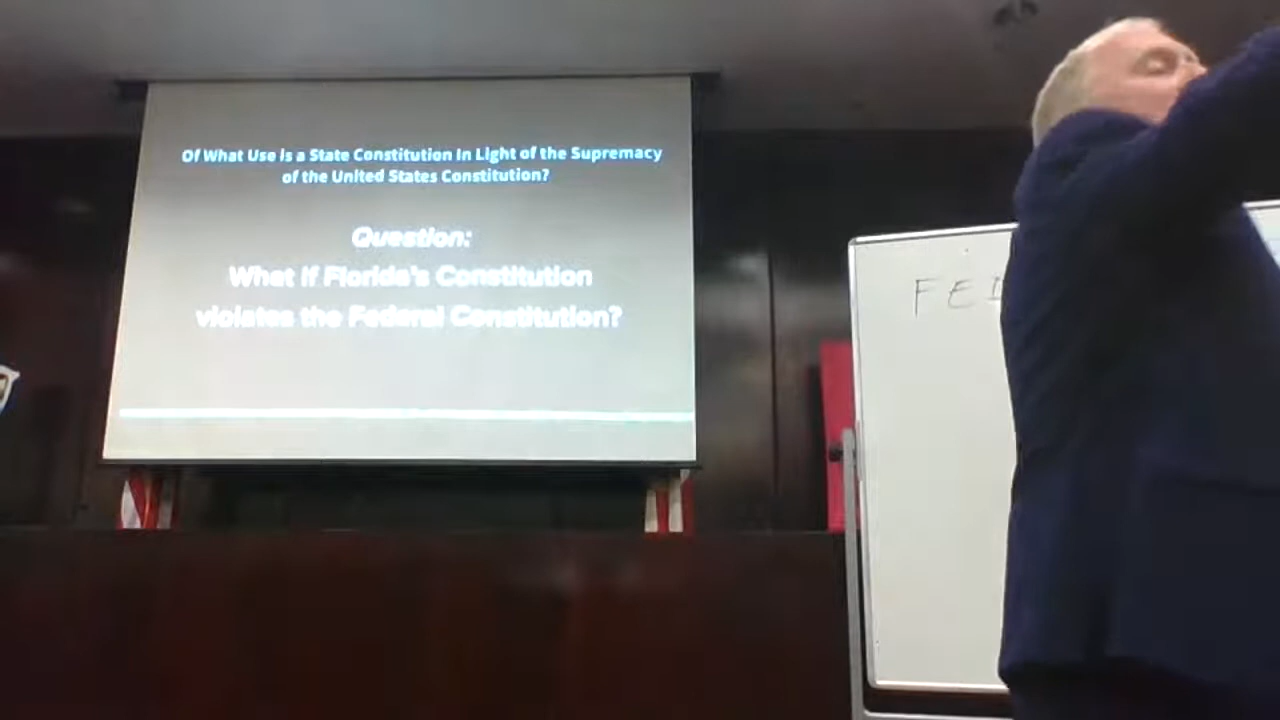 Of What Use is a State Constitution In Light of the Supremacy
of the United States Constitution?
Question:
What if Florida's Constitution
violates the Federal Constitution?
FED